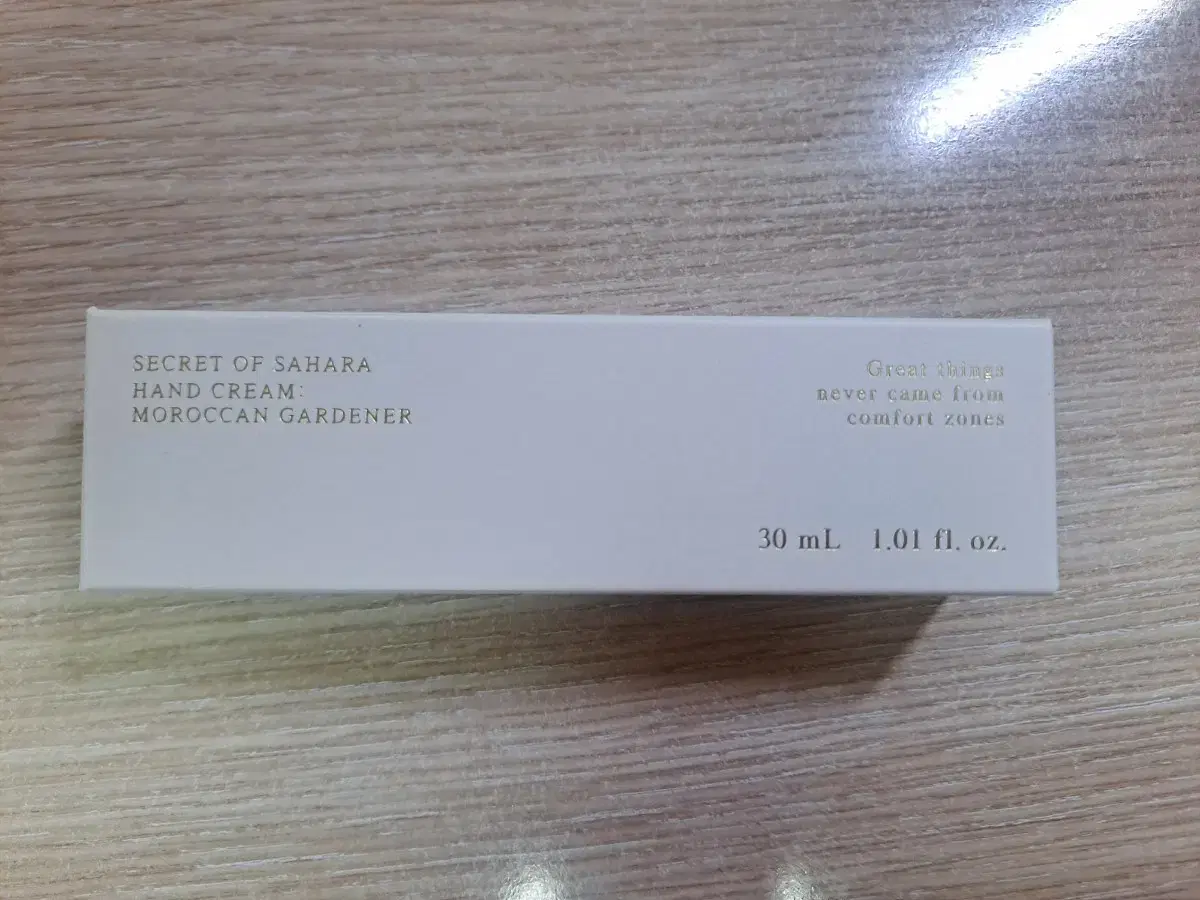 SECRET OF SAHARA
HAND CREAM:
MOROCCAN GARDENER
Great things
never came from
comfort zones
30 mL 1.01 fl. oz.